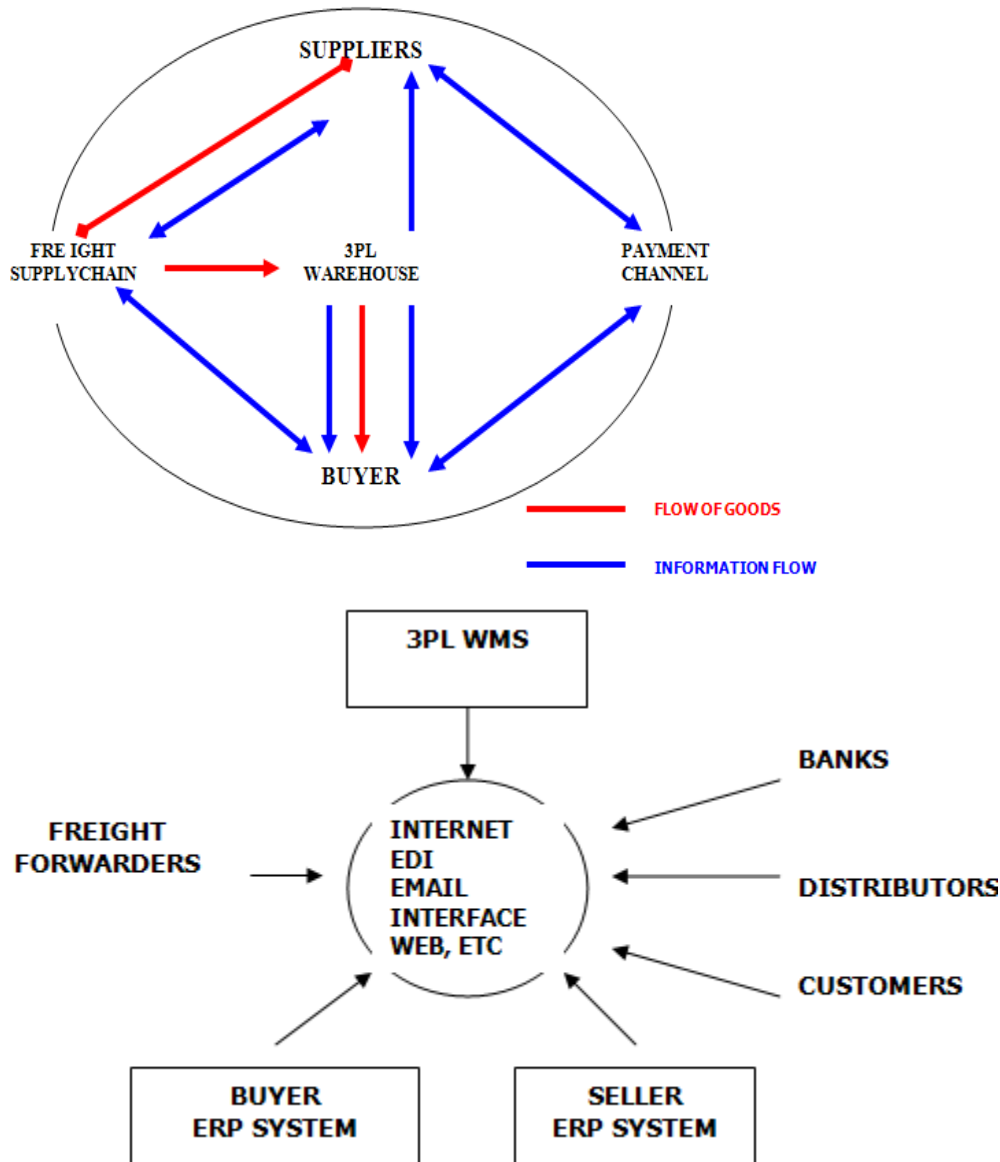 SUPPLIERS
FRE IGHT
SUPPLYCHAIN
3PL
WAREHOUSE
PAYMENT
CHANNEL
BUYER
FLOW OF GOODS
INFORMATION FLOW
3PL WMS
BANKS
FREIGHT
FORWARDERS
INTERNET
EDI
EMAIL
INTERFACE
WEB, ETC
DISTRIBUTORS
CUSTOMERS
BUYER
ERP SYSTEM
SELLER
ERP SYSTEM